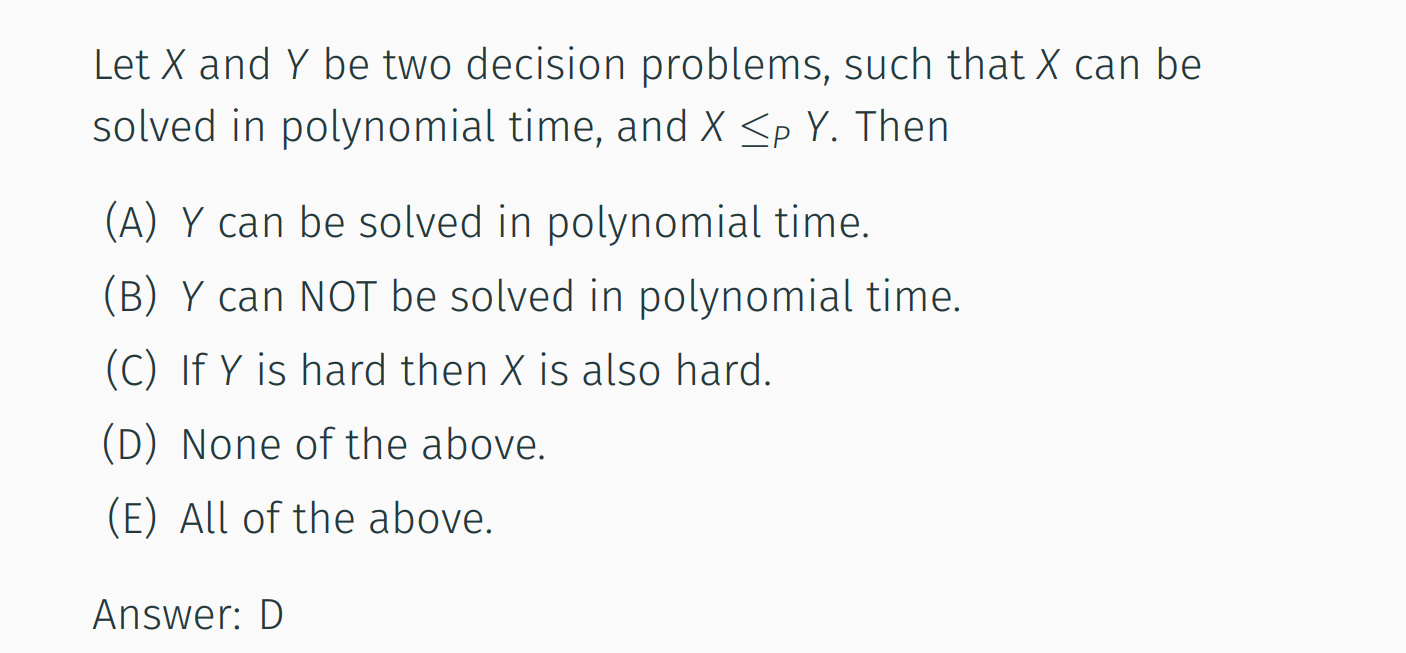 Let X and Y be two decision problems, such that X can be
solved in polynomial time, and X ≤P Y. Then
(A) Y can be solved in polynomial time.
(B) Y can NOT be solved in polynomial time.
(C) If Y is hard then X is also hard.
(D) None of the above.
(E) All of the above.
Answer: D